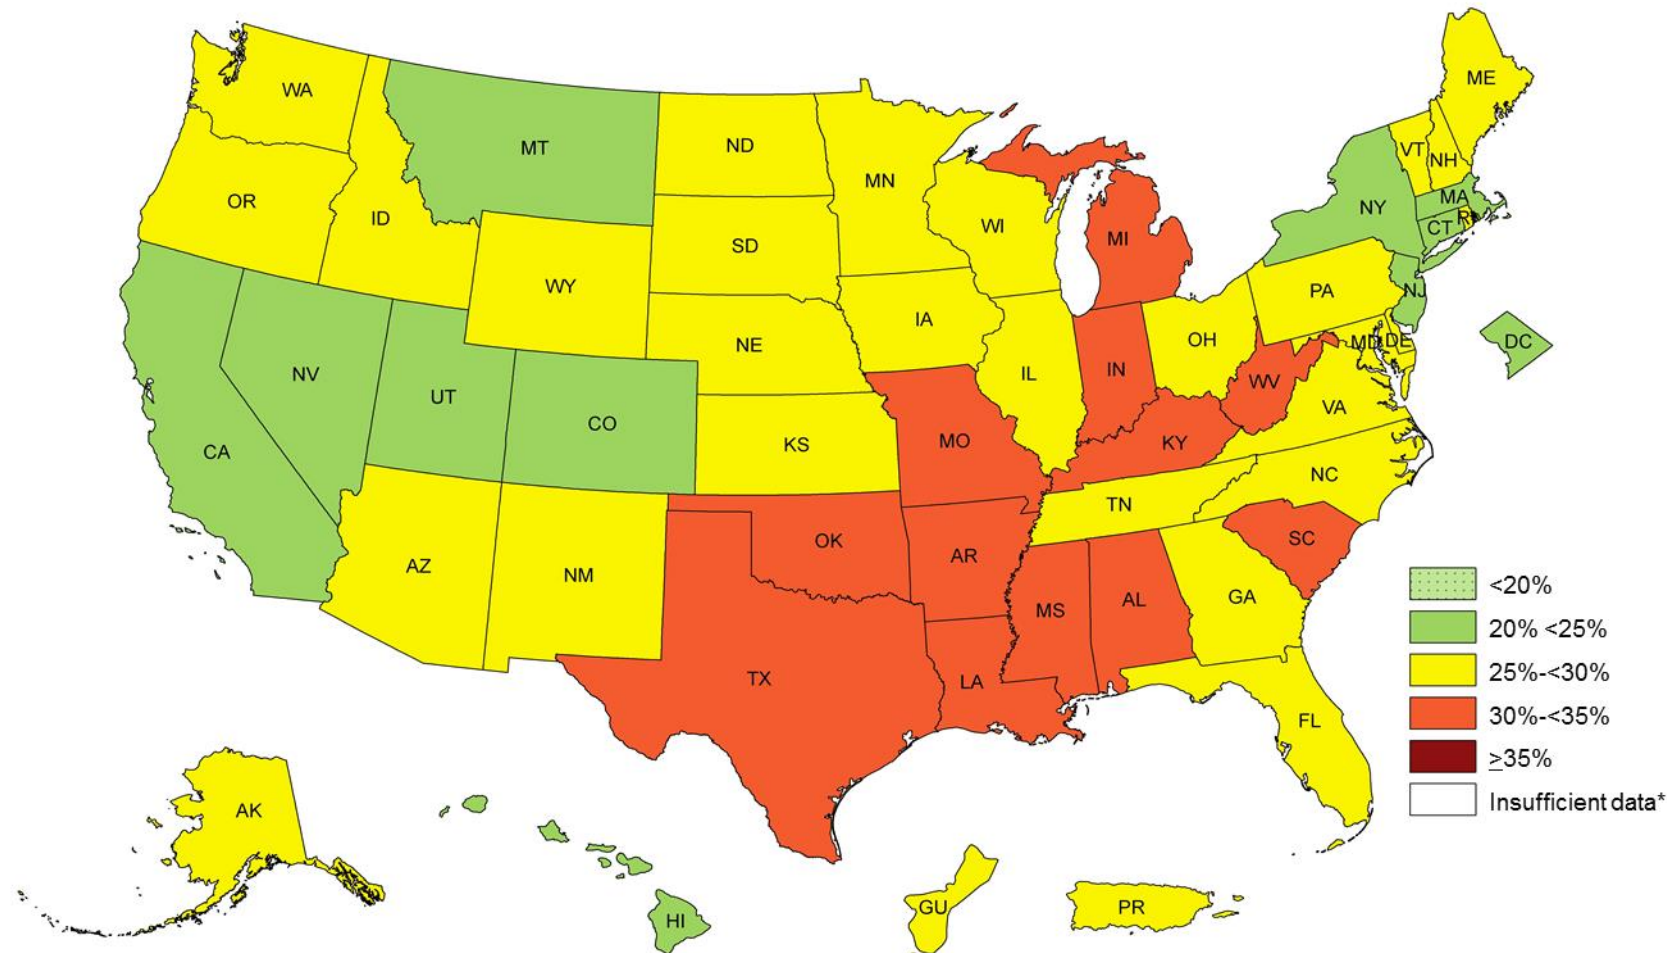 WA
MT
ND
MN
ME
OR
ID
SD
WI
MI
VT
NH
NY
MA
CT
RI
WY
NE
IA
PA
NJ
NV
UT
CO
KS
IL
IN
OH
MD
DE
DC
CA
MO
KY
WV
VA
NC
TN
AZ
NM
OK
AR
SC
MS
AL
GA
TX
LA
FL
AK
HI
GU
PR
<20%
20% <25%
25%-<30%
30%-<35%
≥35%
Insufficient data*